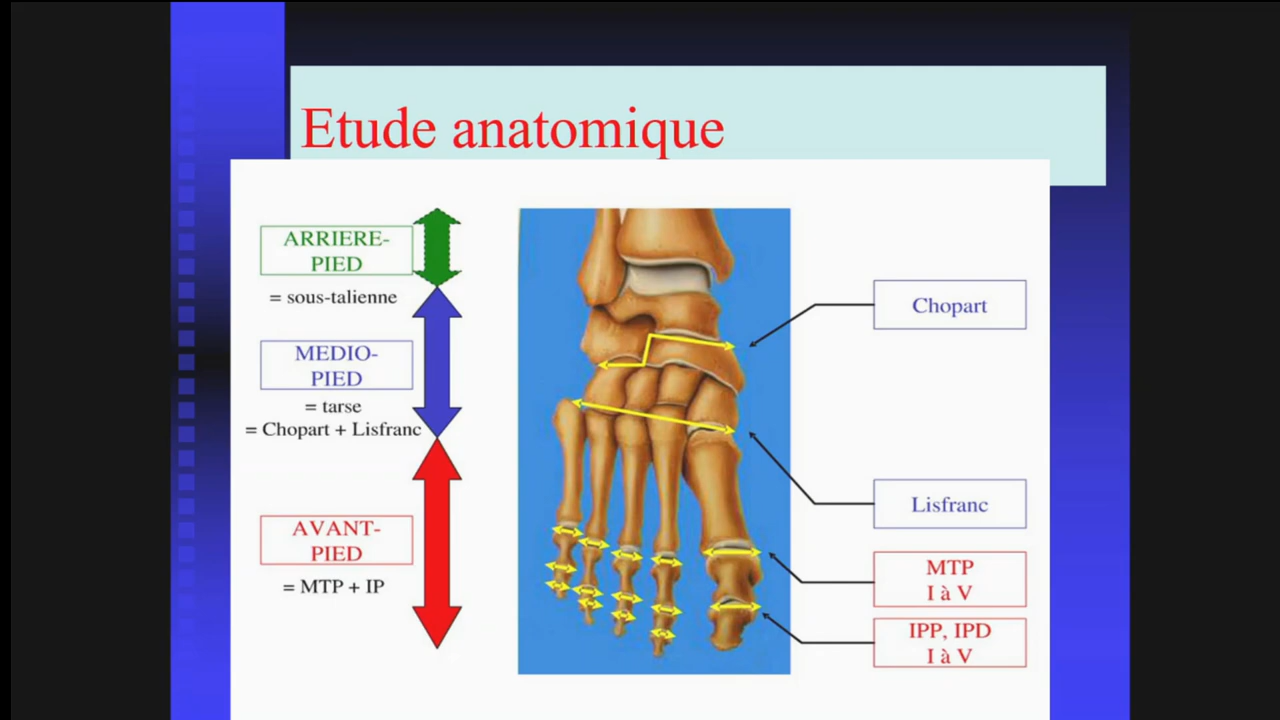 Etude anatomique
ARRIERE-
PIED
= sous-talienne
MEDIO-
PIED
= tarse
= Chopart + Lisfranc
AVANT-
PIED
= MTP + IP
Chopart
Lisfranc
MTP
I à V
IPP, IPD
I à V